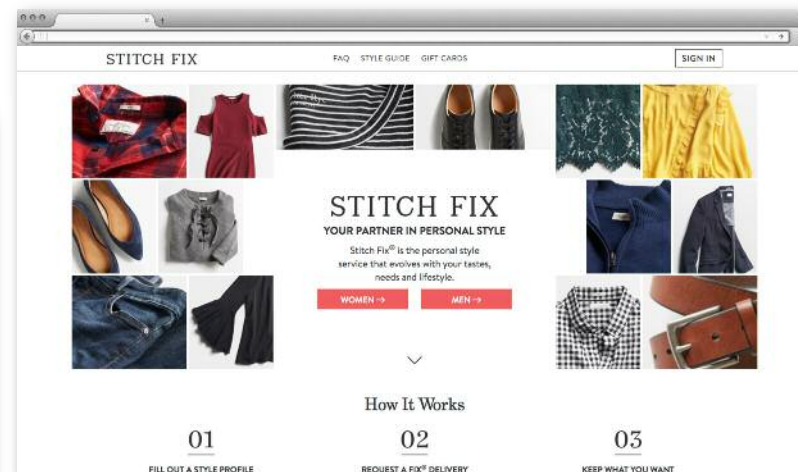 STITCH FIX
FAQ STYLE GUIDE GIFT CARDS
SIGN IN
STITCH FIX
YOUR PARTNER IN PERSONAL STYLE
Stitch Fix® is the personal style
service that evolves with your tastes,
needs and lifestyle.
WOMEN → MEN →
How It Works
01 02 03
FILL OUT A STYLE PROFILE REQUEST A FIX® DELIVERY KEEP WHAT YOU WANT